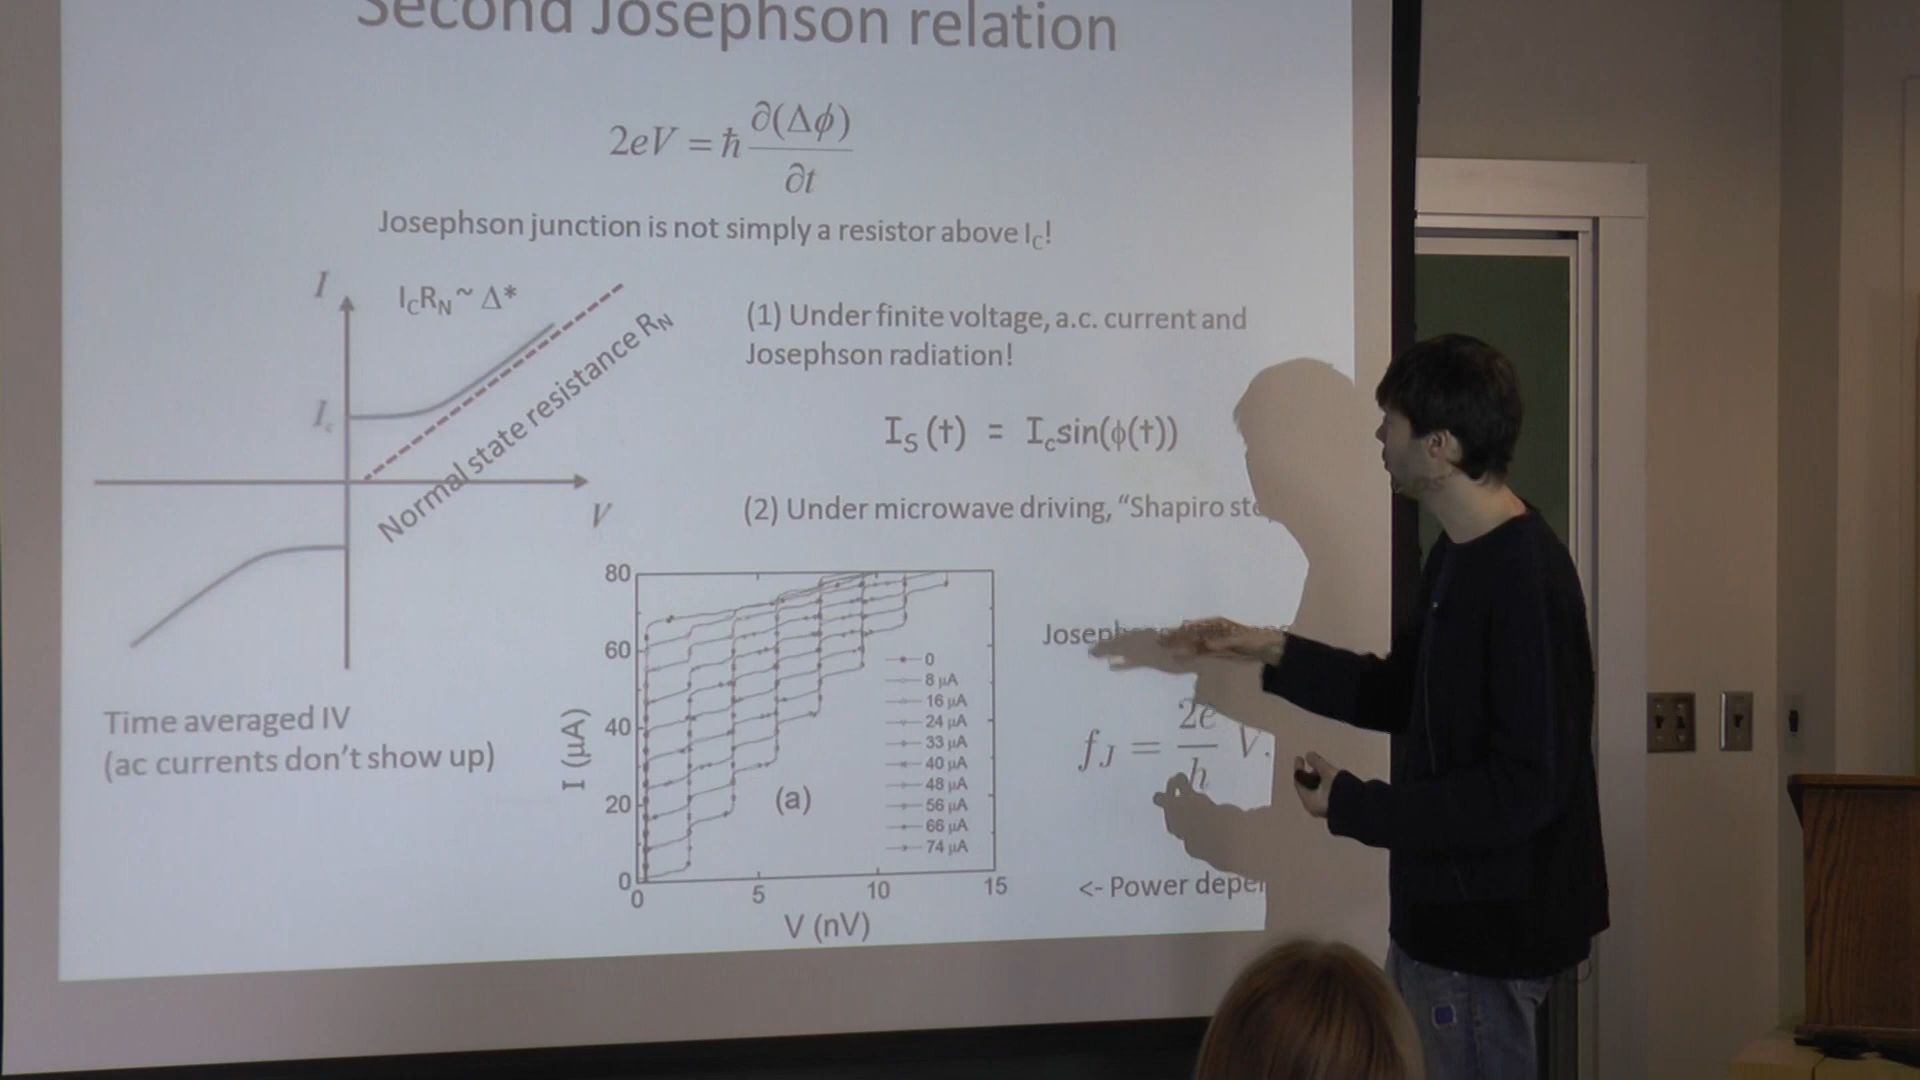 Second Josephson relation
2eV = ħ ∂(Δϕ)/∂t
Josephson junction is not simply a resistor above I_C!
I
I_C R_N ~ Δ*
I_c
Normal state resistance R_N
V
(1) Under finite voltage, a.c. current and
Josephson radiation!
I_S(t) = I_c sin(ϕ(t))
(2) Under microwave driving, “Shapiro
Time averaged IV
(ac currents don’t show up)
80
60
40
20
0
I (µA)
0 5 10 15
V (nV)
(a)
0
8 µA
16 µA
24 µA
33 µA
40 µA
48 µA
56 µA
66 µA
74 µA
f_J = 2e/h V.
<- Power